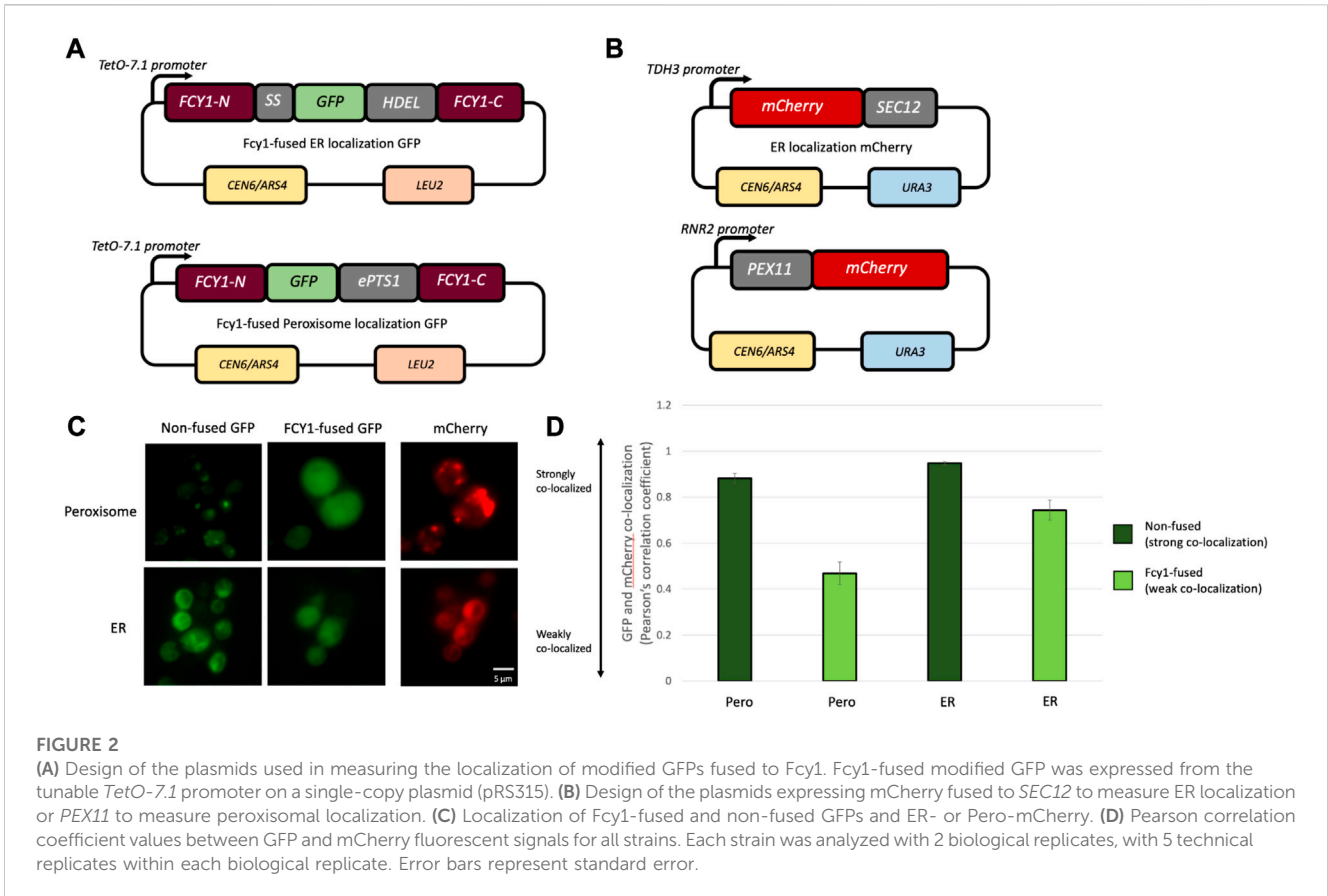 A
TetO-7.1 promoter
FCY1-N SS GFP HDEL FCY1-C
Fcy1-fused ER localization GFP
CEN6/ARS4 LEU2
TetO-7.1 promoter
FCY1-N GFP ePTS1 FCY1-C
Fcy1-fused Peroxisome localization GFP
CEN6/ARS4 LEU2
B
TDH3 promoter
mCherry SEC12
ER localization mCherry
CEN6/ARS4 URA3
RNR2 promoter
PEX11 mCherry
CEN6/ARS4 URA3
C
Non-fused GFP FCY1-fused GFP mCherry
Peroxisome
ER
5 µm
D
Strongly
co-localized
Weakly
co-localized
GFP and mCherry co-localization
(Pearson's correlation coefficient)
1.2
1
0.8
0.6
0.4
0.2
0
Pero Pero ER ER
Non-fused
(strong co-localization)
Fcy1-fused
(weak co-localization)
FIGURE 2
(A) Design of the plasmids used in measuring the localization of modified GFPs fused to Fcy1. Fcy1-fused modified GFP was expressed from the
tunable TetO-7.1 promoter on a single-copy plasmid (pRS315). (B) Design of the plasmids expressing mCherry fused to SEC12 to measure ER localization
or PEX11 to measure peroxisomal localization. (C) Localization of Fcy1-fused and non-fused GFPs and ER- or Pero-mCherry. (D) Pearson correlation
coefficient values between GFP and mCherry fluorescent signals for all strains. Each strain was analyzed with 2 biological replicates, with 5 technical
replicates within each biological replicate. Error bars represent standard error.